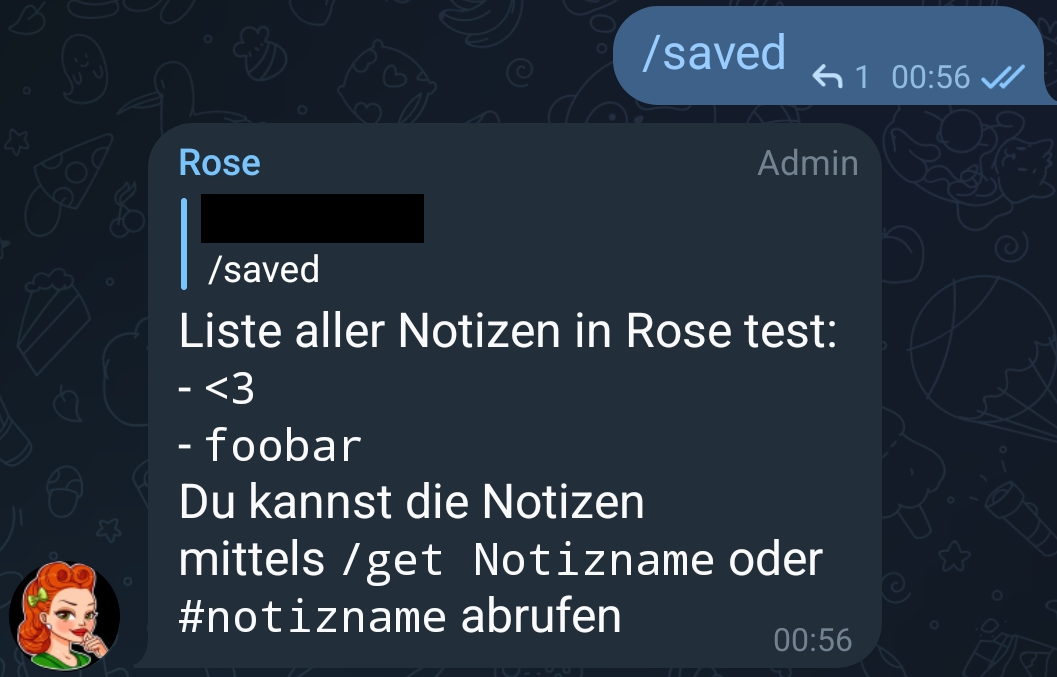 /saved
1 00:56
Rose Admin
/saved
Liste aller Notizen in Rose test:
- <3
- foobar
Du kannst die Notizen
mittels /get Notizname oder
#notizname abrufen
00:56